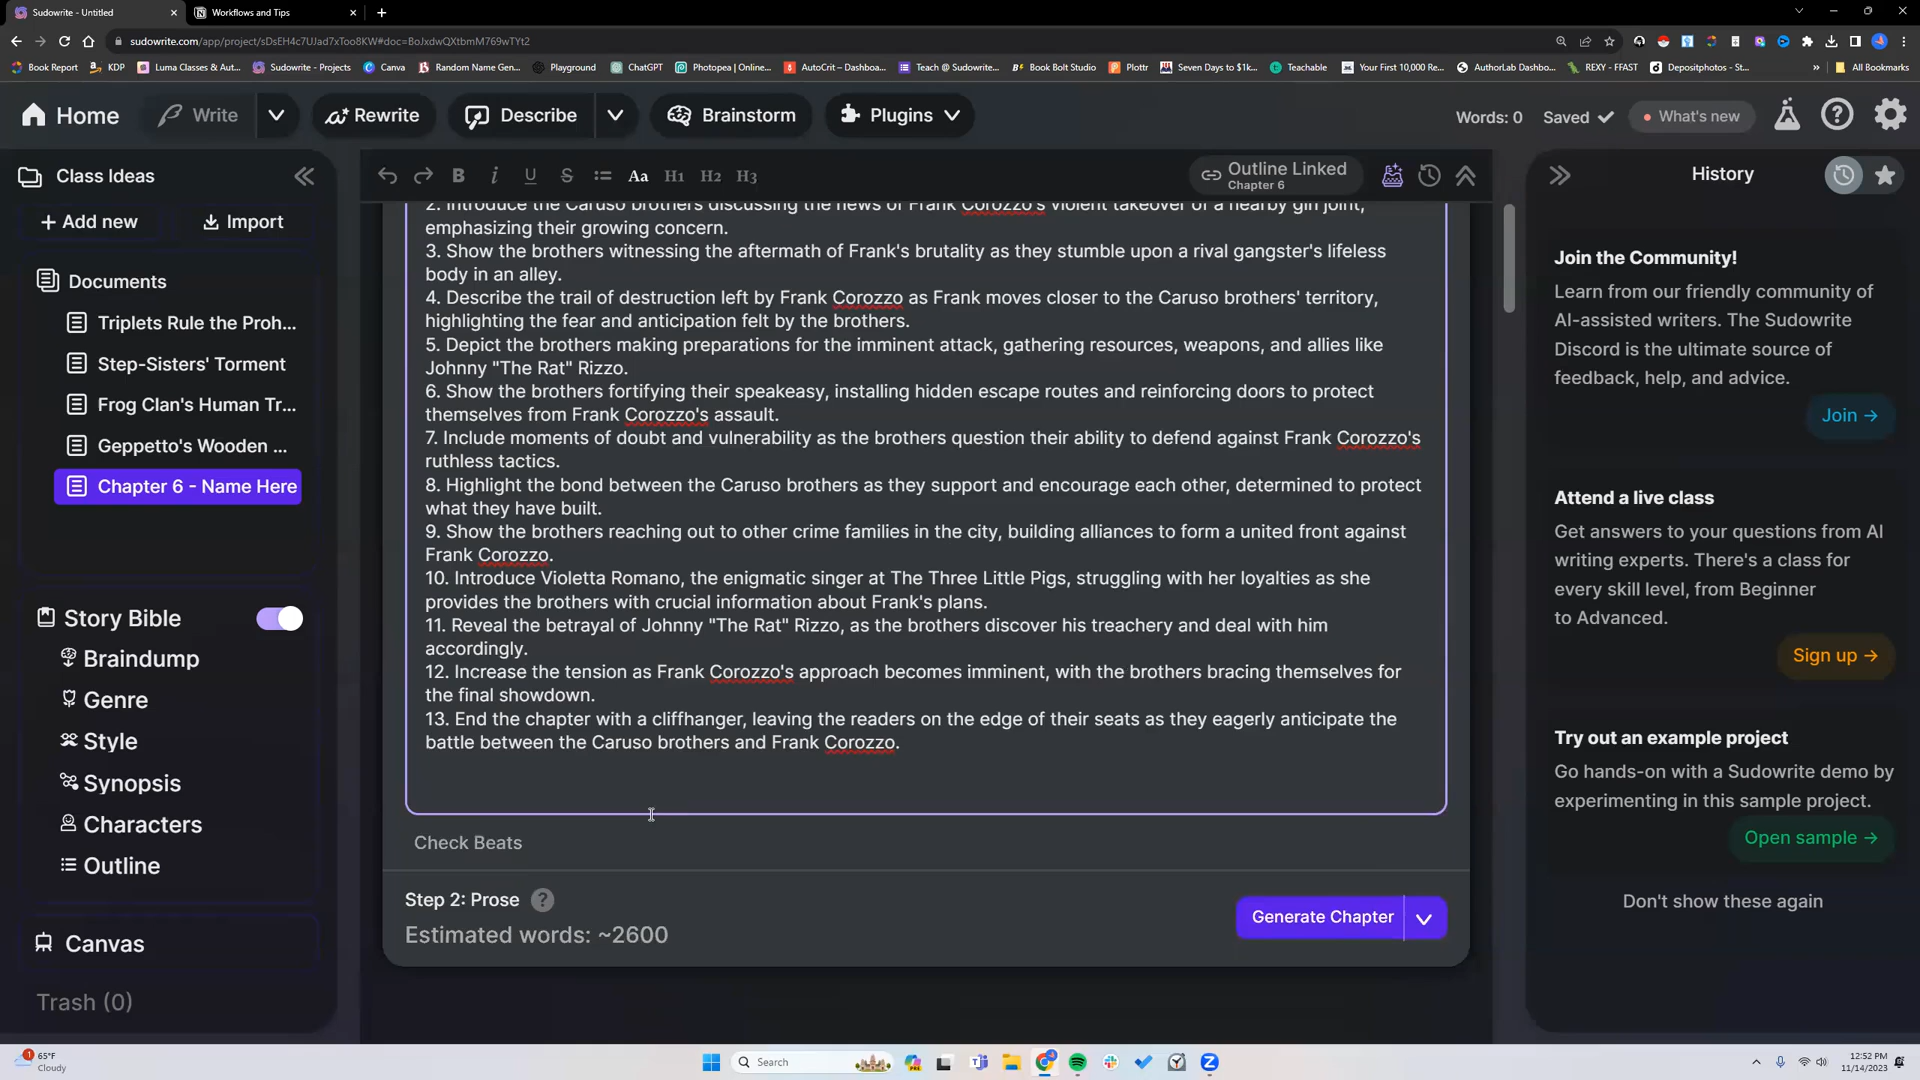 Sudowrite - Untitled
Workflows and Tips
sudowrite.com/app/project/sDsEH4c7UJad7xToo8KW#doc=BoJxdwQXtbmM769wTYt2
Book Report
KDP
Luma Classes & Aut...
Sudowrite - Projects
Canva
Random Name Gen...
Playground
ChatGPT
Photopea | Online...
AutoCrit – Dashboa...
Teach @ Sudowrite...
Book Bolt Studio
Plottr
Seven Days to $1k...
Teachable
Your First 10,000 Re...
AuthorLab Dashbo...
REXY - FFAST
Depositphotos - St...
All Bookmarks
Home
Write
Rewrite
Describe
Brainstorm
Plugins
Words: 0
Saved
What's new
Class Ideas
+ Add new
Import
Documents
Triplets Rule the Proh...
Step-Sisters' Torment
Frog Clan's Human Tr...
Geppetto's Wooden ...
Chapter 6 - Name Here
Story Bible
Braindump
Genre
Style
Synopsis
Characters
Outline
Canvas
Trash (0)
B i U S Aa H1 H2 H3
Outline Linked
Chapter 6
2. Introduce the Caruso brothers discussing the news of Frank Corozzo's violent takeover of a nearby gin joint,
emphasizing their growing concern.
3. Show the brothers witnessing the aftermath of Frank's brutality as they stumble upon a rival gangster's lifeless
body in an alley.
4. Describe the trail of destruction left by Frank Corozzo as Frank moves closer to the Caruso brothers' territory,
highlighting the fear and anticipation felt by the brothers.
5. Depict the brothers making preparations for the imminent attack, gathering resources, weapons, and allies like
Johnny "The Rat" Rizzo.
6. Show the brothers fortifying their speakeasy, installing hidden escape routes and reinforcing doors to protect
themselves from Frank Corozzo's assault.
7. Include moments of doubt and vulnerability as the brothers question their ability to defend against Frank Corozzo's
ruthless tactics.
8. Highlight the bond between the Caruso brothers as they support and encourage each other, determined to protect
what they have built.
9. Show the brothers reaching out to other crime families in the city, building alliances to form a united front against
Frank Corozzo.
10. Introduce Violetta Romano, the enigmatic singer at The Three Little Pigs, struggling with her loyalties as she
provides the brothers with crucial information about Frank's plans.
11. Reveal the betrayal of Johnny "The Rat" Rizzo, as the brothers discover his treachery and deal with him
accordingly.
12. Increase the tension as Frank Corozzo's approach becomes imminent, with the brothers bracing themselves for
the final showdown.
13. End the chapter with a cliffhanger, leaving the readers on the edge of their seats as they eagerly anticipate the
battle between the Caruso brothers and Frank Corozzo.
Check Beats
Step 2: Prose
Estimated words: ~2600
Generate Chapter
History
Join the Community!
Learn from our friendly community of
AI-assisted writers. The Sudowrite
Discord is the ultimate source of
feedback, help, and advice.
Join →
Attend a live class
Get answers to your questions from AI
writing experts. There's a class for
every skill level, from Beginner
to Advanced.
Sign up →
Try out an example project
Go hands-on with a Sudowrite demo by
experimenting in this sample project.
Open sample →
Don't show these again
65°F
Cloudy
Search
12:52 PM
11/14/2023